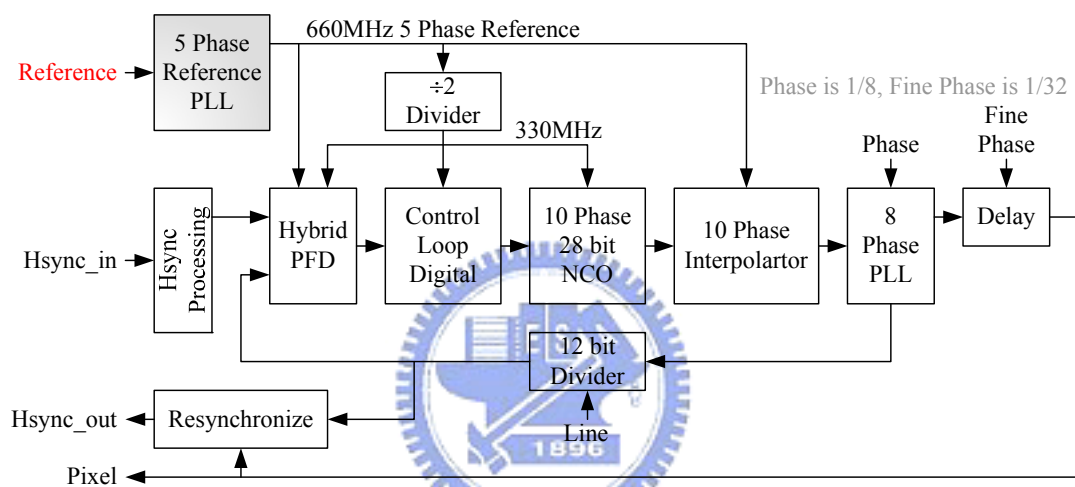 660MHz 5 Phase Reference
5 Phase
Reference
PLL
Reference
÷2
Divider
Phase is 1/8, Fine Phase is 1/32
Fine
Phase
Phase
330MHz
Hsync_in
Hsync
Processing
Hybrid
PFD
Control
Loop
Digital
10 Phase
28 bit
NCO
10 Phase
Interpolartor
8
Phase
PLL
Delay
12 bit
Divider
Line
Hsync_out
Resynchronize
Pixel
1896